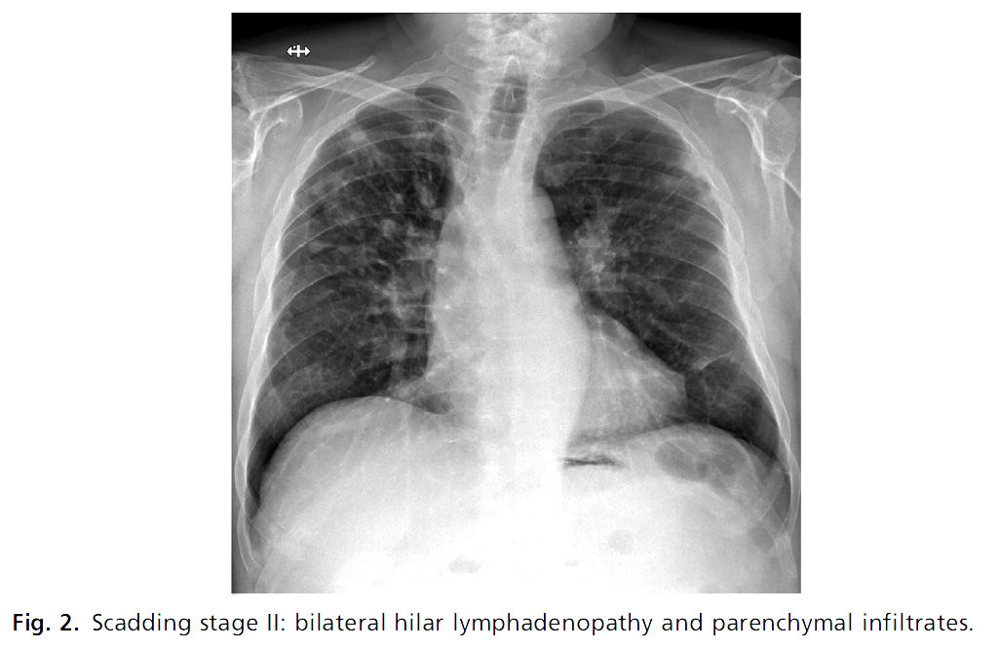 Fig. 2. Scadding stage II: bilateral hilar lymphadenopathy and parenchymal infiltrates.